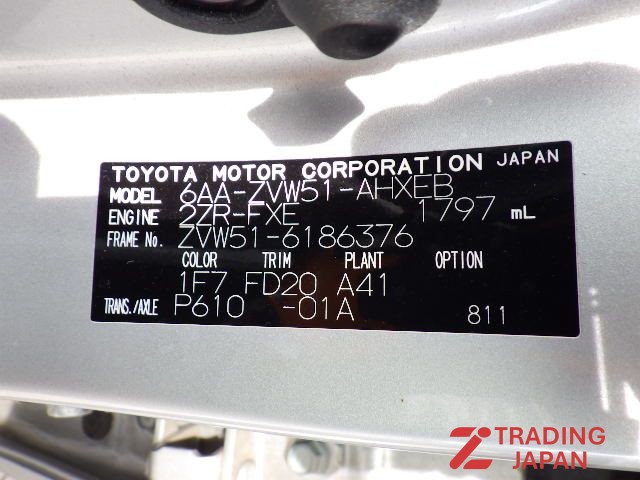 TOYOTA MOTOR CORPORATION JAPAN
MODEL 6AA-ZVW51-AHXEB
ENGINE 2ZR-FXE 1797 mL
FRAME No. ZVW51-6186376
COLOR TRIM PLANT OPTION
1F7 FD20 A41
TRANS./AXLE P610 -01A 811
TRADING
JAPAN